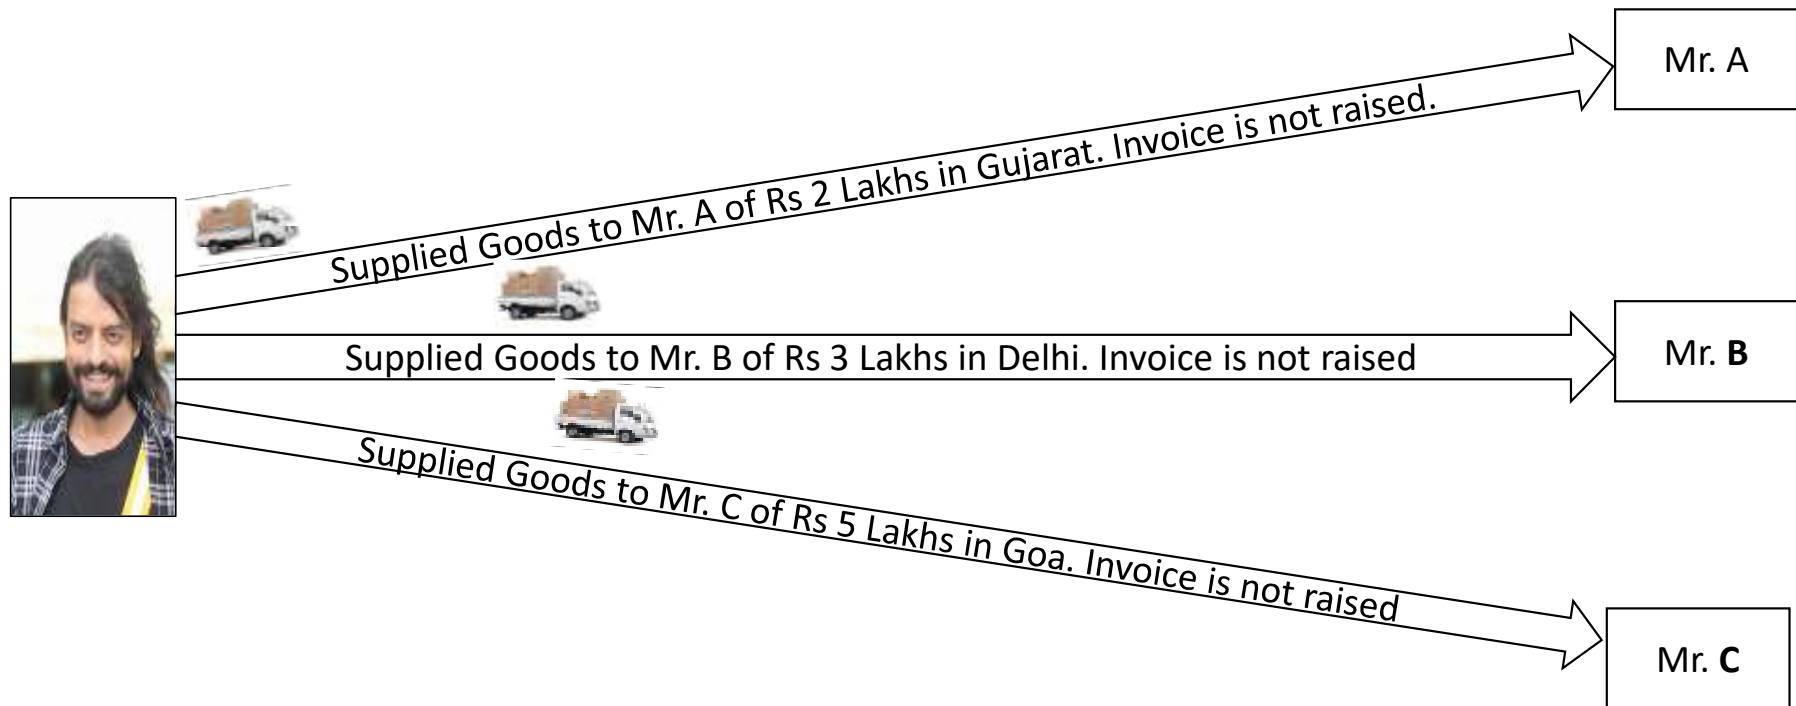 Mr. A
Supplied Goods to Mr. A of Rs 2 Lakhs in Gujarat. Invoice is not raised.
Supplied Goods to Mr. B of Rs 3 Lakhs in Delhi. Invoice is not raised
Mr. B
Supplied Goods to Mr. C of Rs 5 Lakhs in Goa. Invoice is not raised
Mr. C